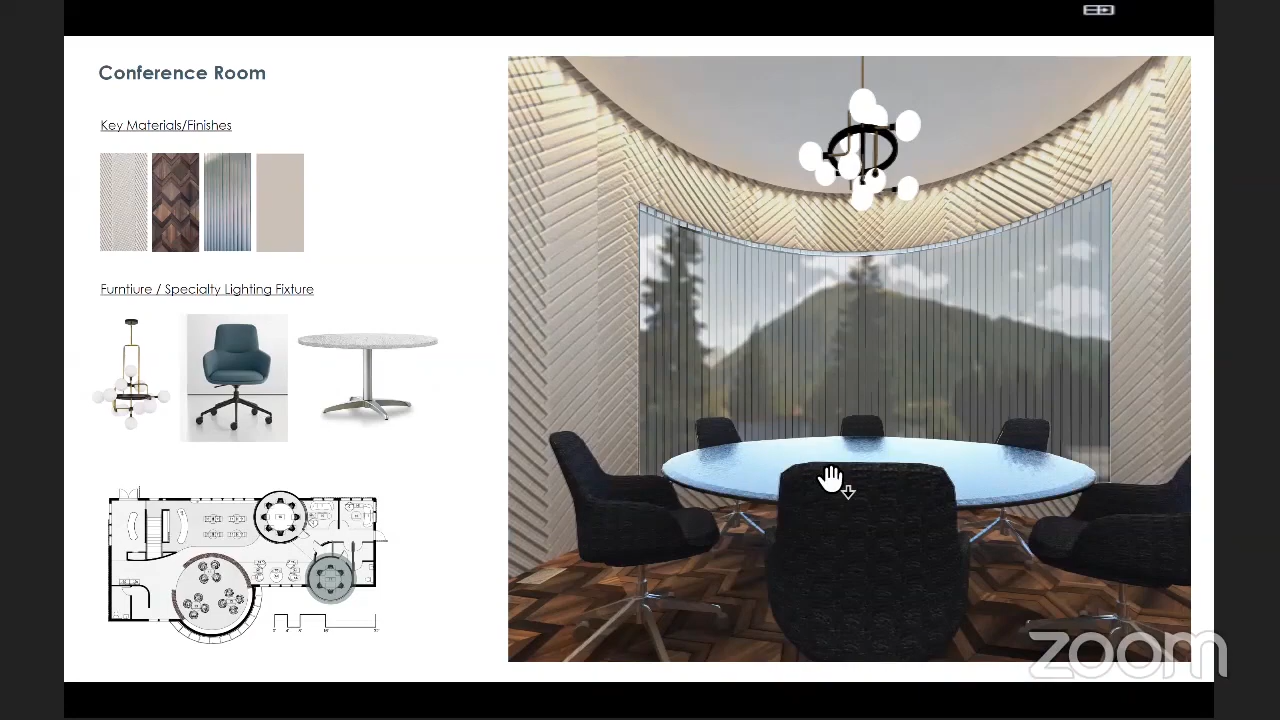 Conference Room
Key Materials/Finishes
Furntiure / Specialty Lighting Fixture
zoom